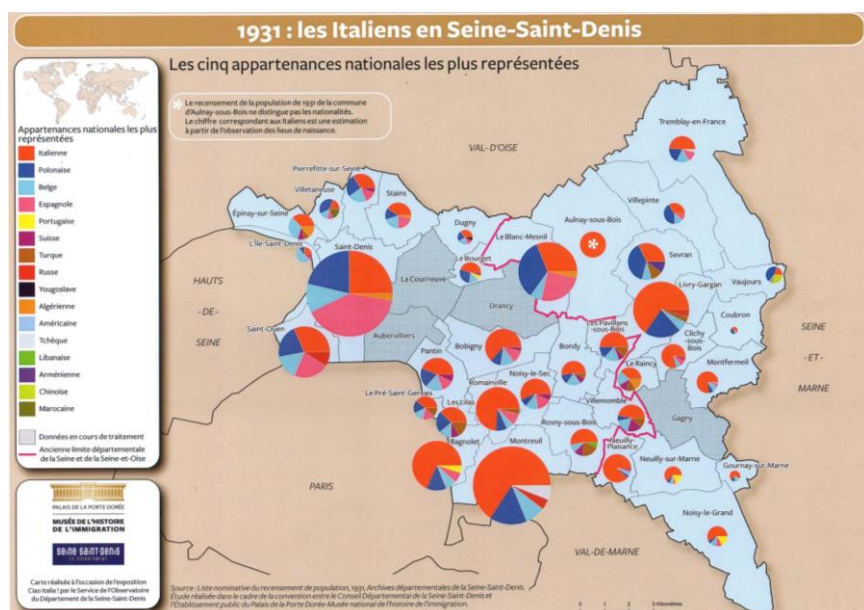 1931 : les Italiens en Seine-Saint-Denis
Les cinq appartenances nationales les plus représentées
Le recensement de la population de 1931 de la commune
d'Aulnay-sous-Bois ne distingue pas les nationalités.
Le chiffre correspondant aux Italiens est une estimation
à partir de l'observation des lieux de naissance.
Appartenances nationales les plus
représentées
Italienne
Polonaise
Belge
Espagnole
Portugaise
Suisse
Turque
Russe
Yougoslave
Algérienne
Américaine
Tchèque
Libanaise
Arménienne
Chinoise
Marocaine
Données en cours de traitement
Ancienne limite départementale
de la Seine et de la Seine-et-Oise
PALAIS DE LA PORTE DORÉE
MUSÉE DE L'HISTOIRE
DE L'IMMIGRATION
seine saint-denis
LE DÉPARTEMENT
Carte réalisée à l'occasion de l'exposition
Ciao Italia ! par le Service de l'Observatoire
du Département de la Seine-Saint-Denis
VAL-D'OISE
Tremblay-en-France
Pierrefitte-sur-Seine
Villetaneuse
Stains
Épinay-sur-Seine
Dugny
Villepinte
Aulnay-sous-Bois
*
L'Île-Saint-Denis
Saint-Denis
Le Blanc-Mesnil
Le Bourget
Sevran
La Courneuve
Vaujours
HAUTS
- DE -
SEINE
Livry-Gargan
Drancy
Coubron
Saint-Ouen
Aubervilliers
Les Pavillons
-sous-Bois
Clichy
-sous-
Bois
SEINE
- ET -
MARNE
Pantin
Bobigny
Bondy
Noisy-le-Sec
Le Raincy
Montfermeil
Romainville
Le Pré-Saint-Gervais
Les Lilas
Villemomble
Gagny
Rosny-sous-Bois
Bagnolet
Montreuil
Neuilly-
Plaisance
Neuilly-sur-Marne
Gournay-sur-Marne
PARIS
Noisy-le-Grand
VAL-DE-MARNE
Source : Liste nominative du recensement de population, 1931, Archives départementales de la Seine-Saint-Denis.
Étude réalisée dans le cadre de la convention entre le Conseil Départemental de la Seine-Saint-Denis et
l'Établissement public du Palais de la Porte Dorée-Musée national de l'histoire de l'immigration.
0 1 2 3 Kilomètres